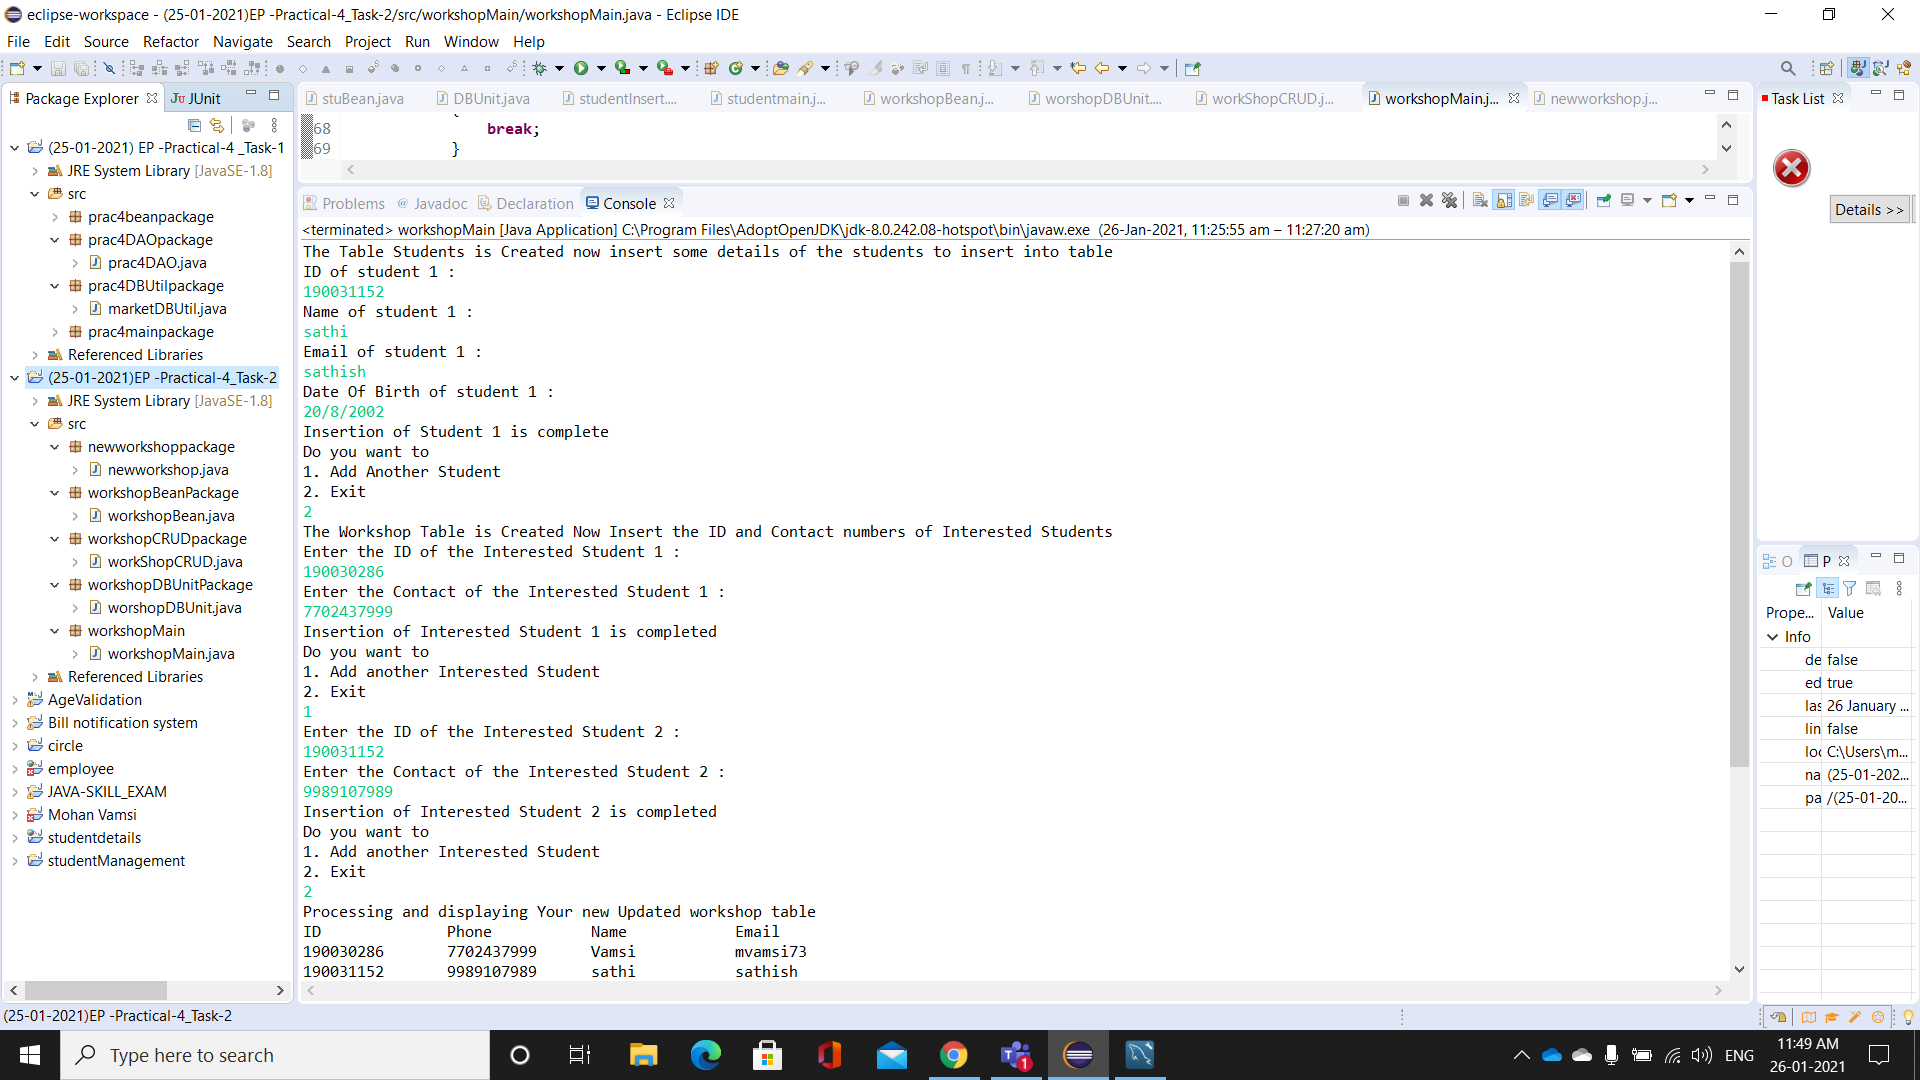 eclipse-workspace - (25-01-2021)EP -Practical-4_Task-2/src/workshopMain/workshopMain.java - Eclipse IDE
File Edit Source Refactor Navigate Search Project Run Window Help
Package Explorer JUnit
(25-01-2021) EP -Practical-4 _Task-1
JRE System Library [JavaSE-1.8]
src
prac4beanpackage
prac4DAOpackage
prac4DAO.java
prac4DBUtilpackage
marketDBUtil.java
prac4mainpackage
Referenced Libraries
(25-01-2021)EP -Practical-4_Task-2
JRE System Library [JavaSE-1.8]
src
newworkshoppackage
newworkshop.java
workshopBeanPackage
workshopBean.java
workshopCRUDpackage
workShopCRUD.java
workshopDBUnitPackage
worshopDBUnit.java
workshopMain
workshopMain.java
Referenced Libraries
AgeValidation
Bill notification system
circle
employee
JAVA-SKILL_EXAM
Mohan Vamsi
studentdetails
studentManagement
stuBean.java DBUnit.java studentInsert.... studentmain.j... workshopBean.j... worshopDBUnit.... workShopCRUD.j... workshopMain.j... newworkshop.j...
68 break;
69 }
Problems Javadoc Declaration Console
<terminated> workshopMain [Java Application] C:\Program Files\AdoptOpenJDK\jdk-8.0.242.08-hotspot\bin\javaw.exe (26-Jan-2021, 11:25:55 am – 11:27:20 am)
The Table Students is Created now insert some details of the students to insert into table
ID of student 1 :
190031152
Name of student 1 :
sathi
Email of student 1 :
sathish
Date Of Birth of student 1 :
20/8/2002
Insertion of Student 1 is complete
Do you want to
1. Add Another Student
2. Exit
2
The Workshop Table is Created Now Insert the ID and Contact numbers of Interested Students
Enter the ID of the Interested Student 1 :
190030286
Enter the Contact of the Interested Student 1 :
7702437999
Insertion of Interested Student 1 is completed
Do you want to
1. Add another Interested Student
2. Exit
1
Enter the ID of the Interested Student 2 :
190031152
Enter the Contact of the Interested Student 2 :
9989107989
Insertion of Interested Student 2 is completed
Do you want to
1. Add another Interested Student
2. Exit
2
Processing and displaying Your new Updated workshop table
ID Phone Name Email
190030286 7702437999 Vamsi mvamsi73
190031152 9989107989 sathi sathish
Task List
Details >>
O P
Prope... Value
Info
de false
ed true
las 26 January ...
lin false
loc C:\Users\m...
na (25-01-202...
pa /(25-01-20...
(25-01-2021)EP -Practical-4_Task-2
Type here to search
1
ENG
11:49 AM
26-01-2021